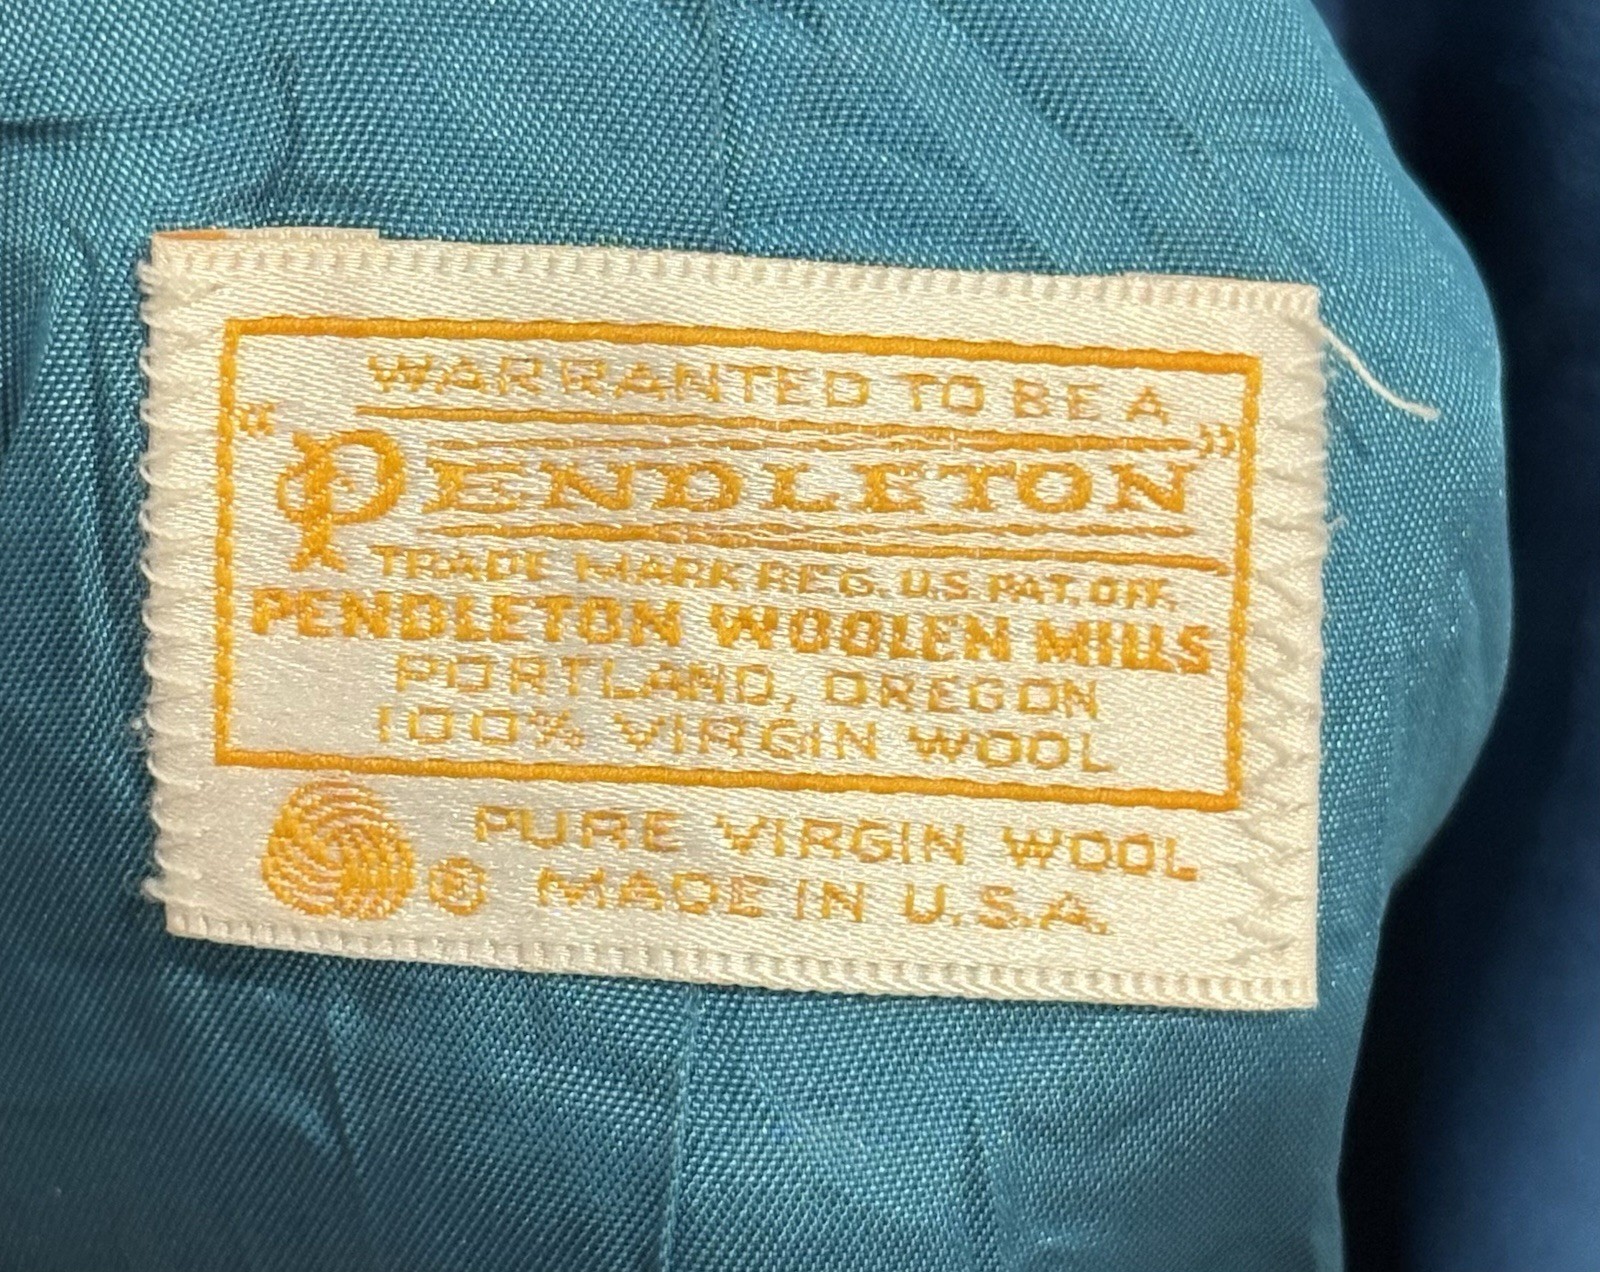 WARRANTED TO BE A
"PENDLETON"
TRADE MARK REG. U.S. PAT. OFF.
PENDLETON WOOLEN MILLS
PORTLAND, OREGON
100% VIRGIN WOOL
PURE VIRGIN WOOL
® MADE IN U.S.A.